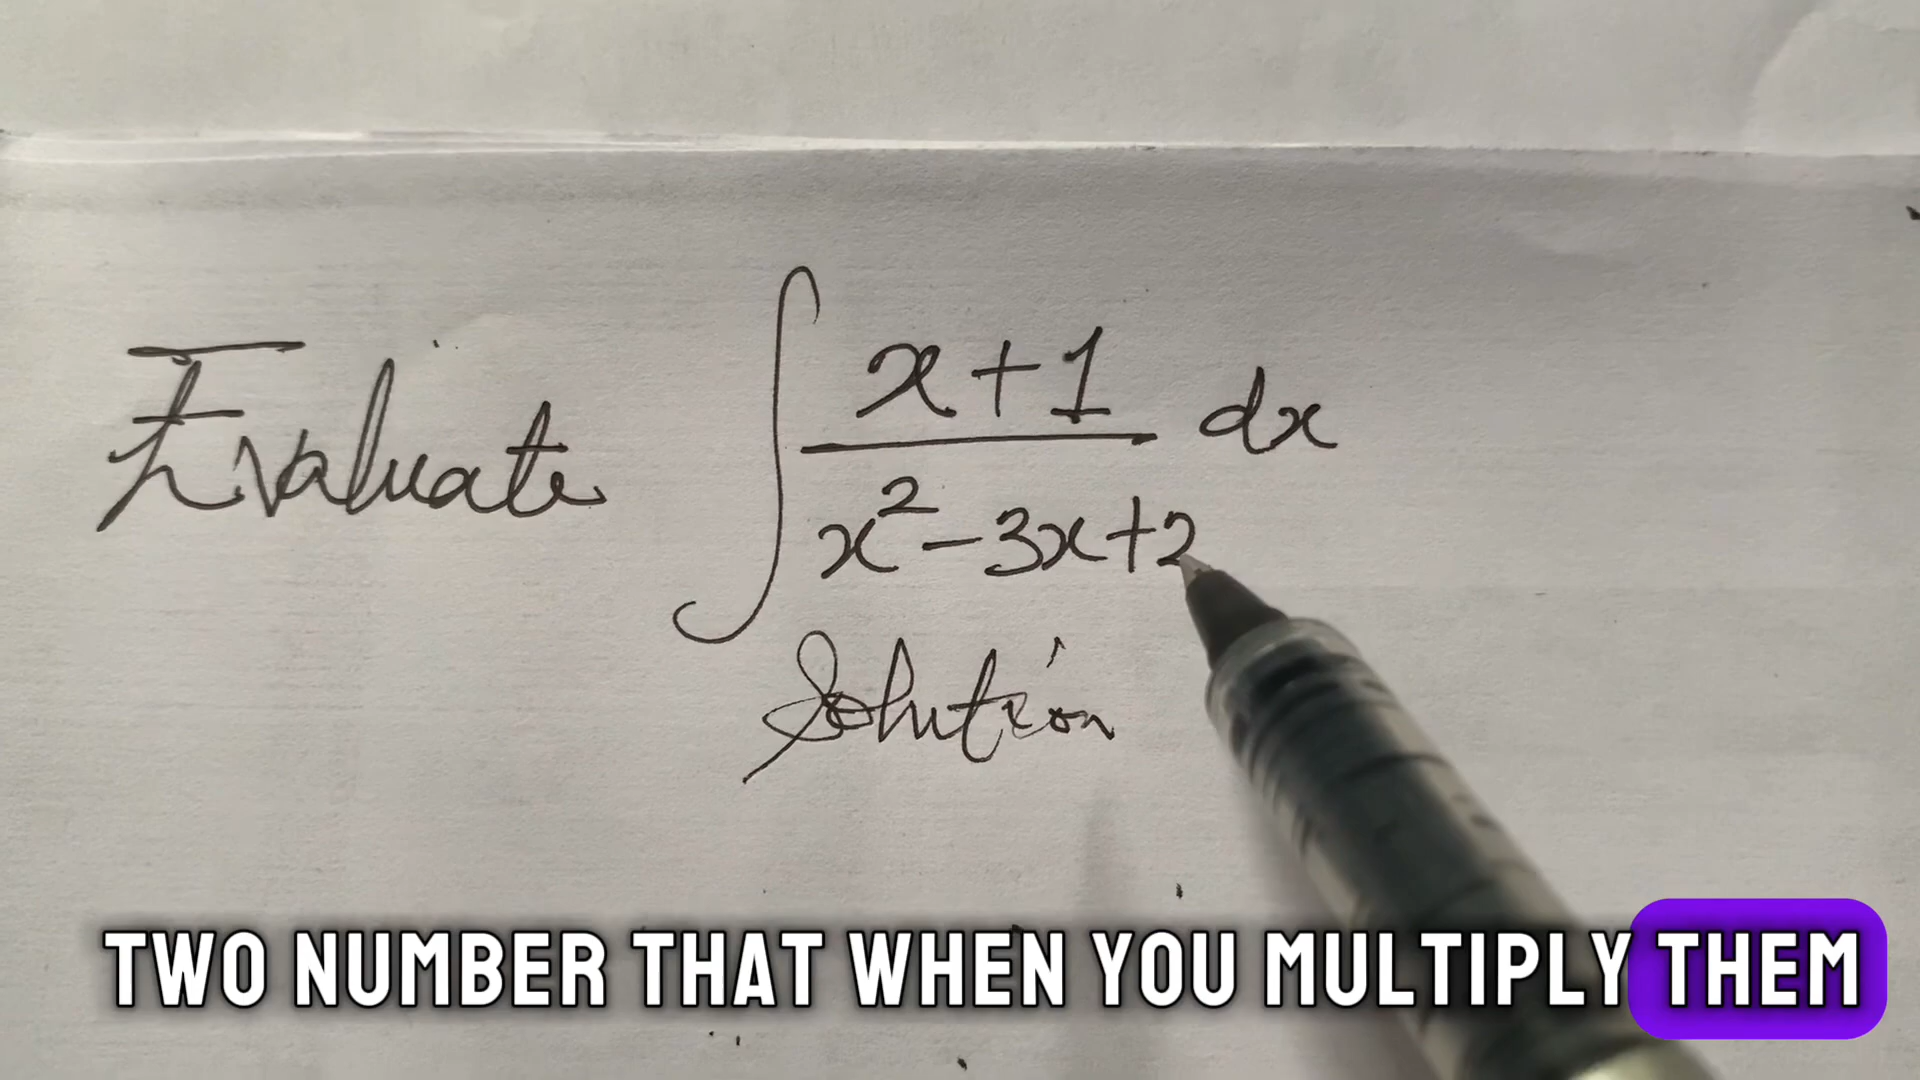 Evaluate ∫ x+1 / x²-3x+2 dx
Solution
TWO NUMBER THAT WHEN YOU MULTIPLY THEM